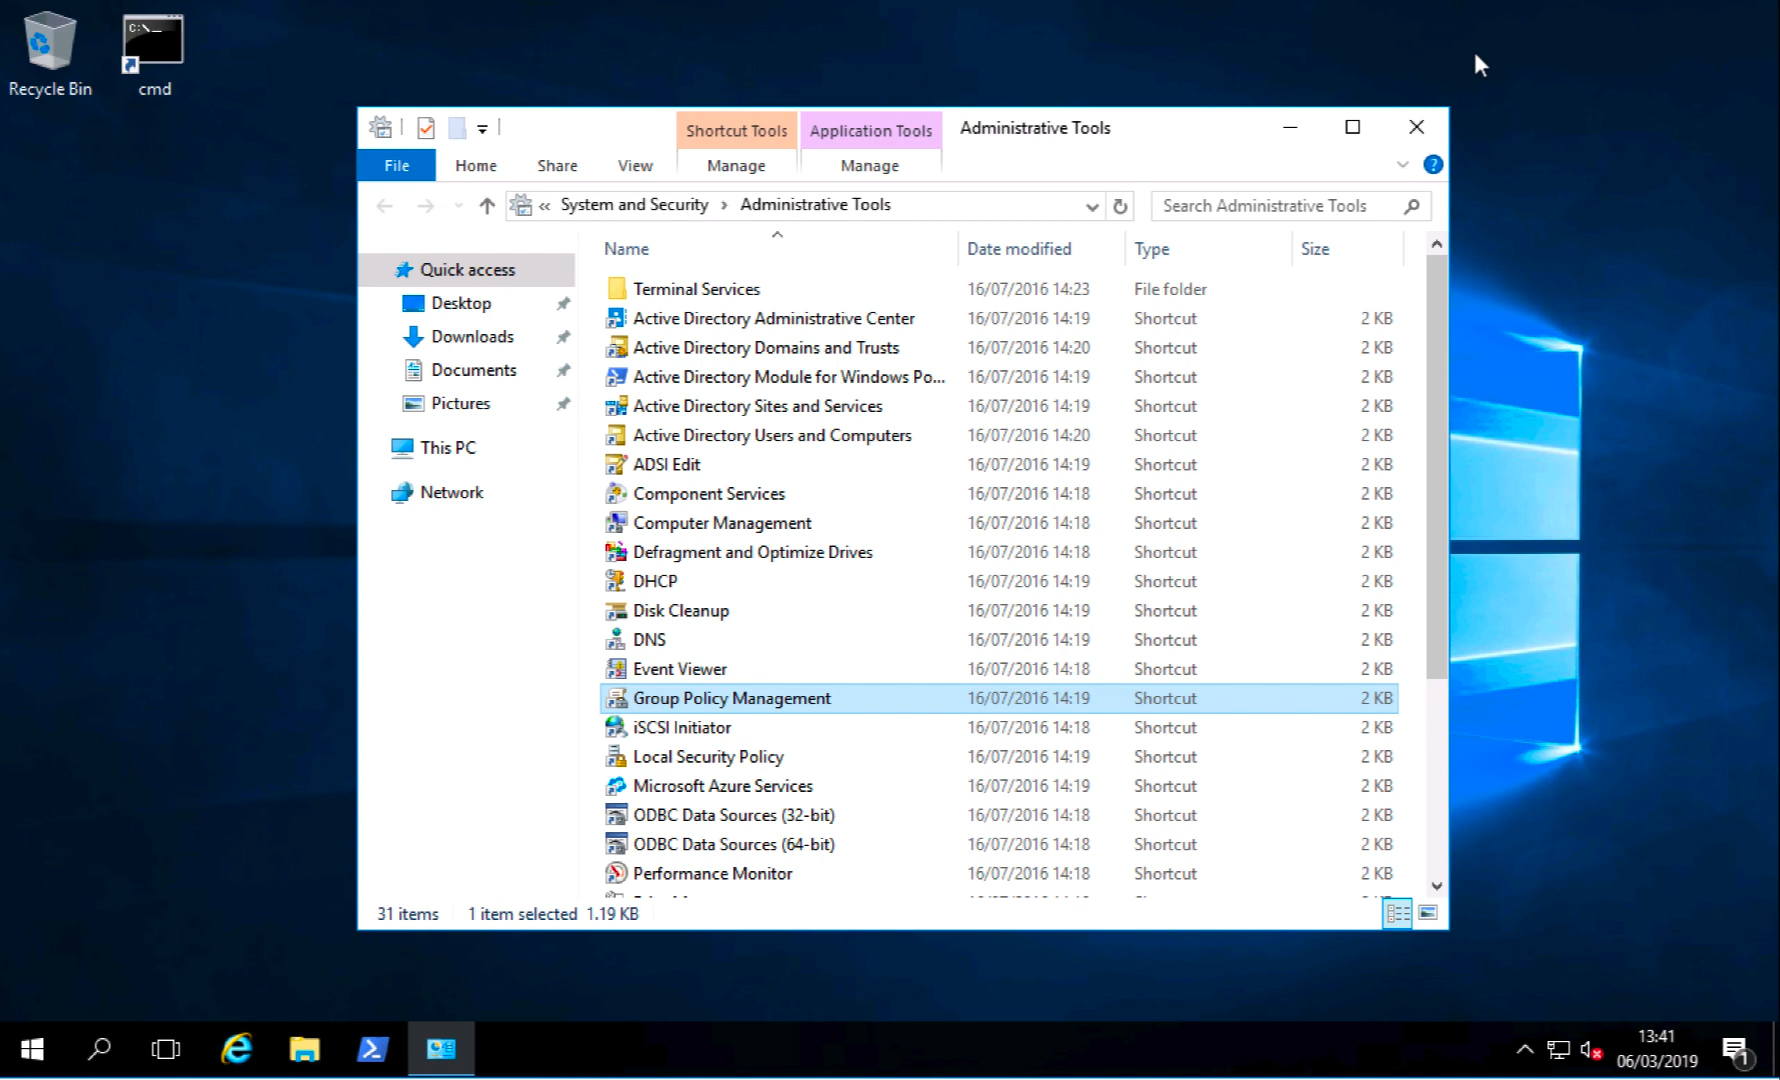 Recycle Bin
cmd
Shortcut Tools
Application Tools
Administrative Tools
File
Home
Share
View
Manage
Manage
« System and Security › Administrative Tools
Search Administrative Tools
Name
Date modified
Type
Size
Quick access
Desktop
Downloads
Documents
Pictures
This PC
Network
Terminal Services 16/07/2016 14:23 File folder
Active Directory Administrative Center 16/07/2016 14:19 Shortcut 2 KB
Active Directory Domains and Trusts 16/07/2016 14:20 Shortcut 2 KB
Active Directory Module for Windows Po... 16/07/2016 14:19 Shortcut 2 KB
Active Directory Sites and Services 16/07/2016 14:19 Shortcut 2 KB
Active Directory Users and Computers 16/07/2016 14:20 Shortcut 2 KB
ADSI Edit 16/07/2016 14:19 Shortcut 2 KB
Component Services 16/07/2016 14:18 Shortcut 2 KB
Computer Management 16/07/2016 14:18 Shortcut 2 KB
Defragment and Optimize Drives 16/07/2016 14:18 Shortcut 2 KB
DHCP 16/07/2016 14:19 Shortcut 2 KB
Disk Cleanup 16/07/2016 14:19 Shortcut 2 KB
DNS 16/07/2016 14:19 Shortcut 2 KB
Event Viewer 16/07/2016 14:18 Shortcut 2 KB
Group Policy Management 16/07/2016 14:19 Shortcut 2 KB
iSCSI Initiator 16/07/2016 14:18 Shortcut 2 KB
Local Security Policy 16/07/2016 14:19 Shortcut 2 KB
Microsoft Azure Services 16/07/2016 14:19 Shortcut 2 KB
ODBC Data Sources (32-bit) 16/07/2016 14:18 Shortcut 2 KB
ODBC Data Sources (64-bit) 16/07/2016 14:18 Shortcut 2 KB
Performance Monitor 16/07/2016 14:18 Shortcut 2 KB
31 items
1 item selected 1.19 KB
13:41
06/03/2019
1